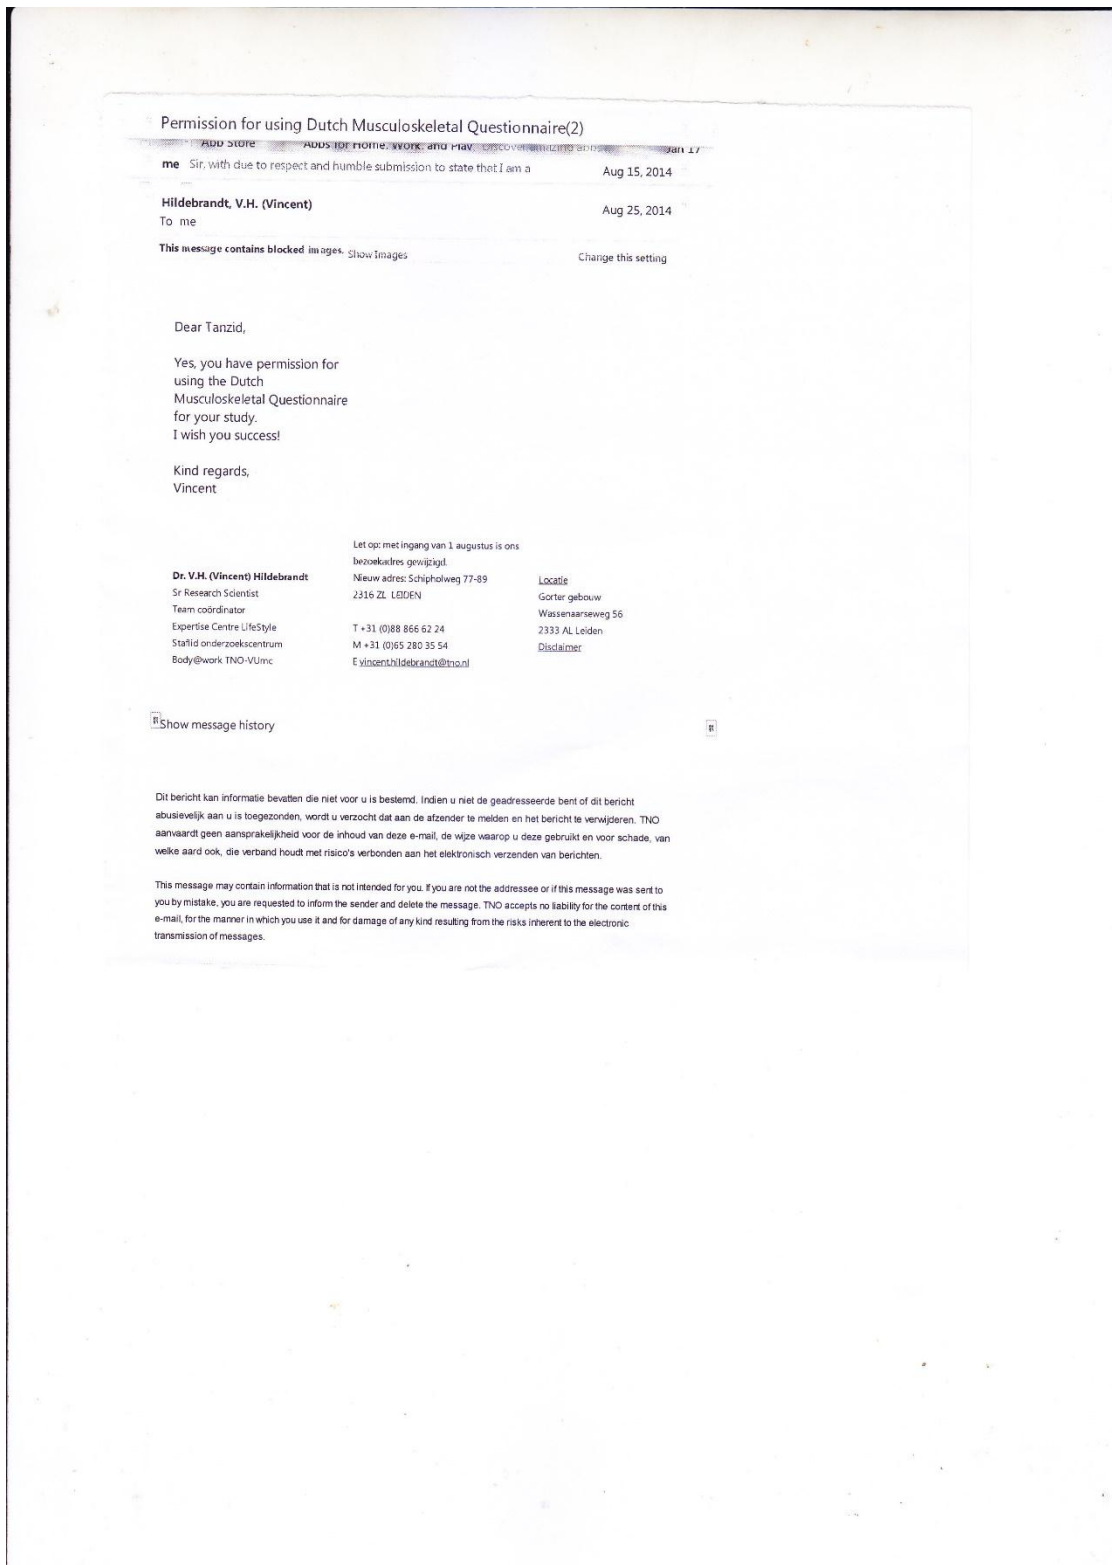 Permission for using Dutch Musculoskeletal Questionnaire(2)
App Store Apps for Home, Work, and Play Discover amazing Jan 17
me Sir, with due to respect and humble submission to state that I am a Aug 15, 2014
Hildebrandt, V.H. (Vincent) Aug 25, 2014
To me
This message contains blocked images. Show Images Change this setting
Dear Tanzid,
Yes, you have permission for
using the Dutch
Musculoskeletal Questionnaire
for your study.
I wish you success!
Kind regards,
Vincent
Let op: met ingang van 1 augustus is ons
bezoekadres gewijzigd.
Dr. V.H. (Vincent) Hildebrandt Nieuw adres: Schipholweg 77-89 Locatie
Sr Research Scientist 2316 ZL LEIDEN Gorter gebouw
Team coördinator Wassenaarseweg 56
Expertise Centre LifeStyle T +31 (0)88 866 62 24 2333 AL Leiden
Staflid onderzoekscentrum M +31 (0)65 280 35 54 Disclaimer
Body@work TNO-VUmc E vincent.hildebrandt@tno.nl
Show message history
Dit bericht kan informatie bevatten die niet voor u is bestemd. Indien u niet de geadresseerde bent of dit bericht
abusievelijk aan u is toegezonden, wordt u verzocht dat aan de afzender te melden en het bericht te verwijderen. TNO
aanvaardt geen aansprakelijkheid voor de inhoud van deze e-mail, de wijze waarop u deze gebruikt en voor schade, van
welke aard ook, die verband houdt met risico's verbonden aan het elektronisch verzenden van berichten.
This message may contain information that is not intended for you. If you are not the addressee or if this message was sent to
you by mistake, you are requested to inform the sender and delete the message. TNO accepts no liability for the content of this
e-mail, for the manner in which you use it and for damage of any kind resulting from the risks inherent to the electronic
transmission of messages.